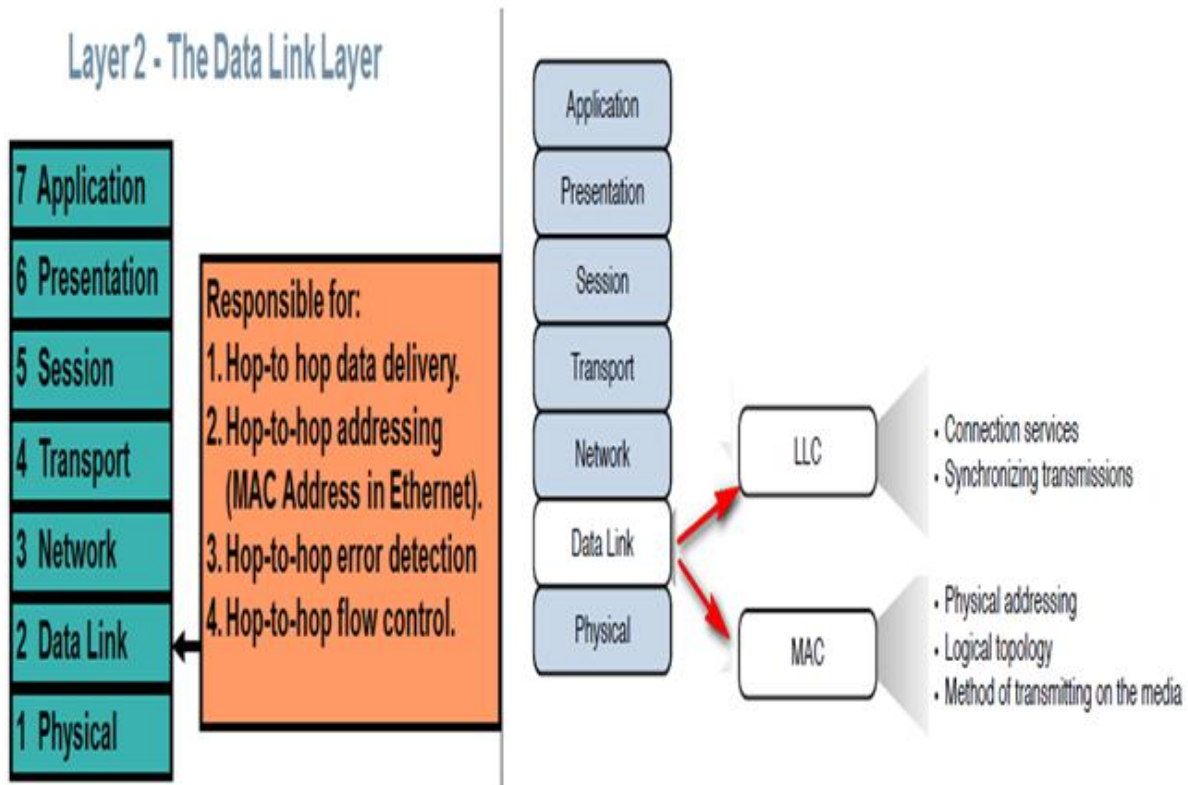 Layer 2 - The Data Link Layer
7 Application
6 Presentation
5 Session
4 Transport
3 Network
2 Data Link
1 Physical
Responsible for:
1. Hop-to hop data delivery.
2. Hop-to-hop addressing
(MAC Address in Ethernet).
3. Hop-to-hop error detection
4. Hop-to-hop flow control.
Application
Presentation
Session
Transport
Network
Data Link
Physical
LLC
• Connection services
• Synchronizing transmissions
MAC
• Physical addressing
• Logical topology
• Method of transmitting on the media